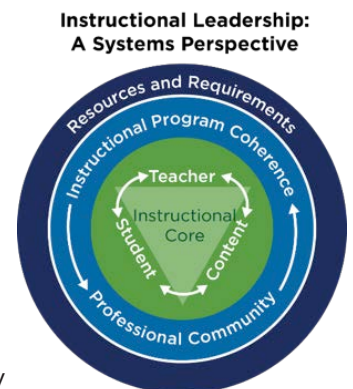 Instructional Leadership:
A Systems Perspective
Resources and Requirements
Instructional Program Coherence
Teacher
Instructional
Core
Student
Content
Professional Community